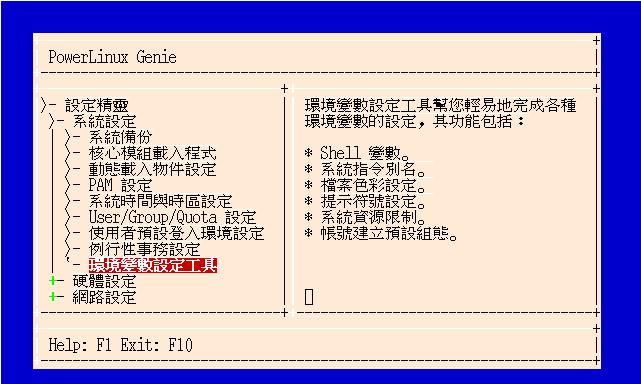 PowerLinux Genie
設定精靈
系統設定
系統備份
核心模組載入程式
動態載入物件設定
PAM 設定
系統時間與時區設定
User/Group/Quota 設定
使用者預設登入環境設定
例行性事務設定
環境變數設定工具
硬體設定
網路設定
環境變數設定工具幫您輕易地完成各種
環境變數的設定，其功能包括：
* Shell 變數。
* 系統指令別名。
* 檔案色彩設定。
* 提示符號設定。
* 系統資源限制。
* 帳號建立預設組態。
Help: F1 Exit: F10